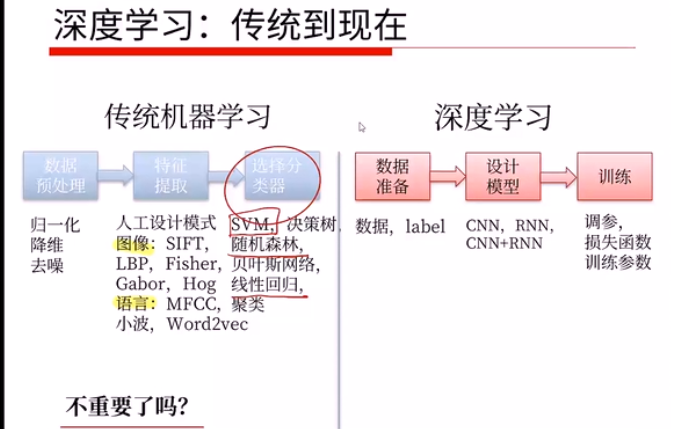 深度学习：传统到现在
传统机器学习
深度学习
数据
预处理
特征
提取
选择分
类器
数据
准备
设计
模型
训练
归一化
降维
去噪
人工设计模式
图像：SIFT，
LBP，Fisher，
Gabor，Hog
语言：MFCC，
小波，Word2vec
SVM，决策树，
随机森林，
贝叶斯网络，
线性回归，
聚类
数据，label
CNN，RNN，
CNN+RNN
调参，
损失函数
训练参数
不重要了吗？